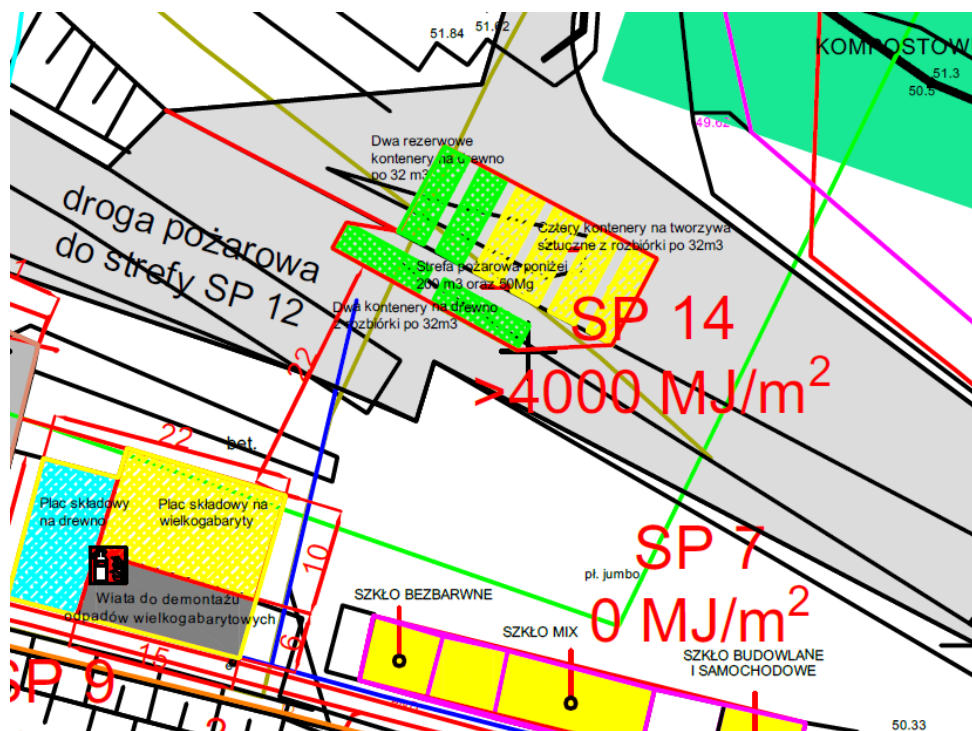 51.84
51.62
KOMPOSTOW
51.3
50.5
49.62
Dwa rezerwowe
kontenery na drewno
po 32 m3
droga pożarowa
do strefy SP 12
Cztery kontenery na tworzywa
sztuczne z rozbiórki po 32m3
Strefa pożarowa poniżej
200 m3 oraz 50Mg
Dwa kontenery na drewno
z rozbiórki po 32m3
SP 14
>4000 MJ/m²
1
22
22
bet.
Plac składowy
na drewno
Plac składowy na
wielkogabaryty
10
Wiata do demontażu
odpadów wielkogabarytowych
6
15
SP 9
2
SP 7
0 MJ/m²
pł. jumbo
SZKŁO BEZBARWNE
SZKŁO MIX
SZKŁO BUDOWLANE
I SAMOCHODOWE
50.33